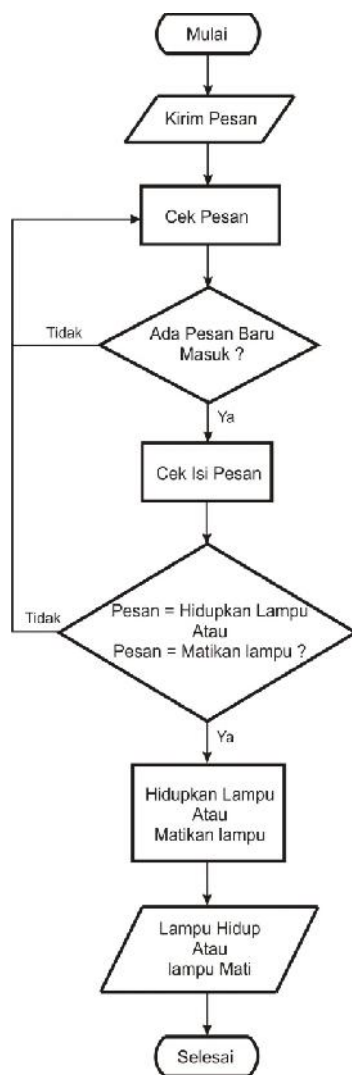 Mulai
Kirim Pesan
Cek Pesan
Tidak
Ada Pesan Baru
Masuk ?
Ya
Cek Isi Pesan
Tidak
Pesan = Hidupkan Lampu
Atau
Pesan = Matikan lampu ?
Ya
Hidupkan Lampu
Atau
Matikan lampu
Lampu Hidup
Atau
lampu Mati
Selesai